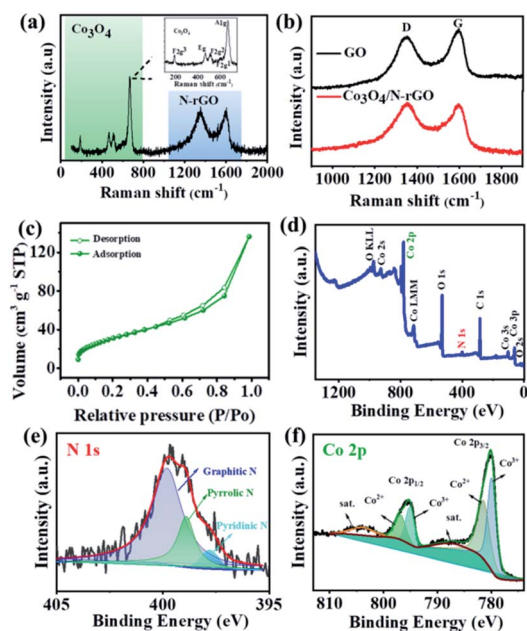 (a)
Co₃O₄
Co₃O₄
A1g
F2g3
Eg
F2g2
F2g1
200 400 600
Raman shift (cm⁻¹)
N-rGO
Intensity (a.u)
0 400 800 1200 1600 2000
Raman shift (cm⁻¹)
(b)
D G
GO
Co₃O₄/N-rGO
Intensity (a.u.)
1000 1200 1400 1600 1800
Raman shift (cm⁻¹)
(c)
Desorption
Adsorption
Volume (cm³ g⁻¹ STP)
120
80
40
0
0.0 0.2 0.4 0.6 0.8 1.0
Relative pressure (P/Po)
(d)
O KLL
Co 2s
Co 2p
Co LMM
O 1s
N 1s
C 1s
Co 3s
Co 3p
O 2s
Intensity (a.u.)
1200 800 400 0
Binding Energy (eV)
(e)
N 1s
Graphitic N
Pyrrolic N
Pyridinic N
Intensity (a.u.)
405 400 395
Binding Energy (eV)
(f)
Co 2p
Co 2p₃/₂
Co³⁺
Co²⁺
Co 2p₁/₂
Co³⁺
Co²⁺
sat.
sat.
Intensity (a.u.)
810 800 790 780
Binding Energy (eV)